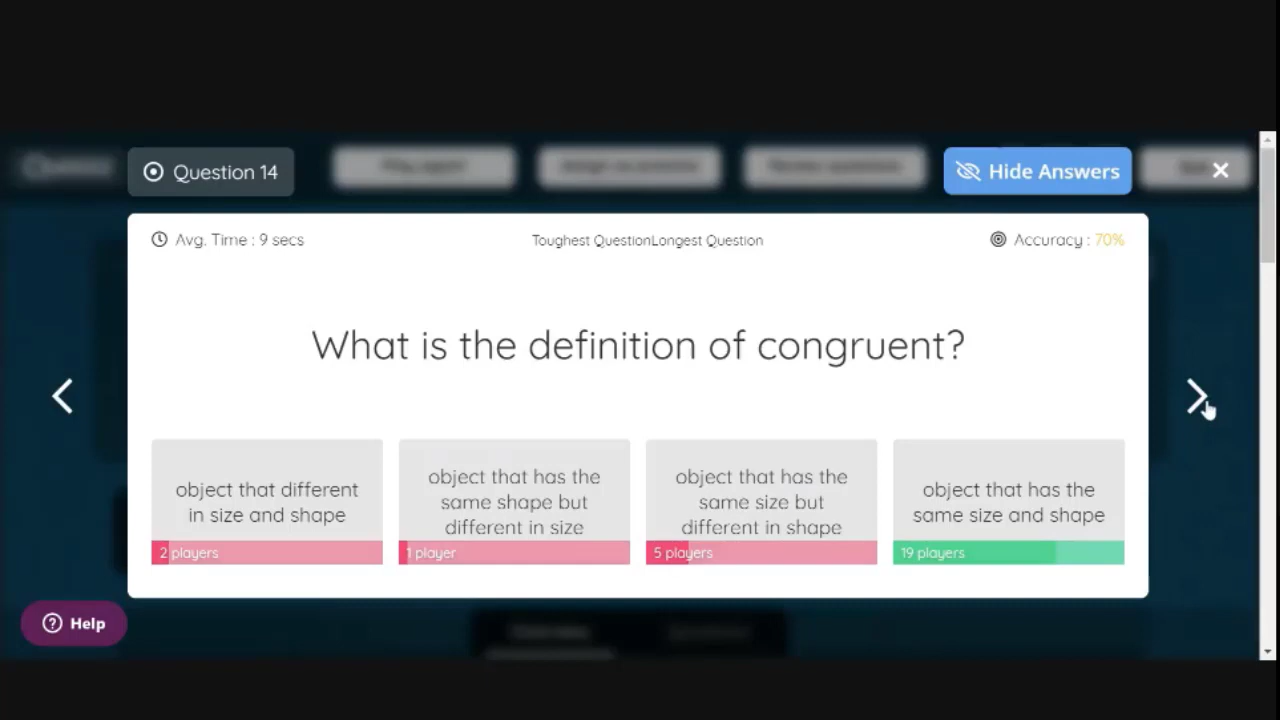 Question 14
Hide Answers
Avg. Time : 9 secs
Toughest QuestionLongest Question
Accuracy : 70%
What is the definition of congruent?
object that different
in size and shape
2 players
object that has the
same shape but
different in size
1 player
object that has the
same size but
different in shape
5 players
object that has the
same size and shape
19 players
Help